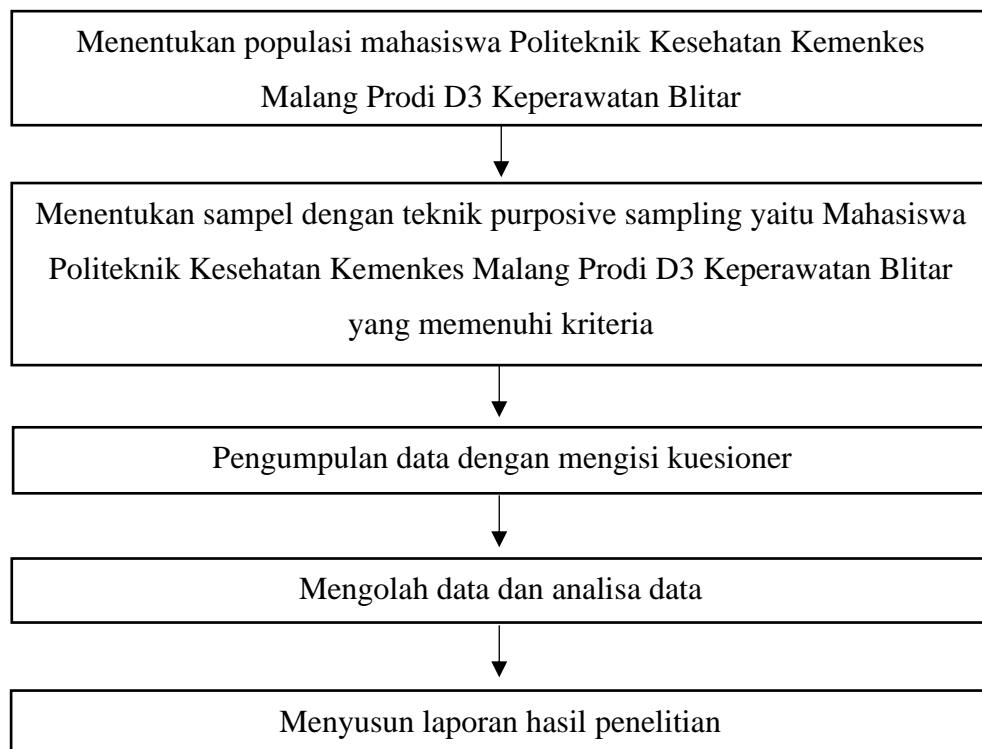 Menentukan populasi mahasiswa Politeknik Kesehatan Kemenkes
Malang Prodi D3 Keperawatan Blitar
Menentukan sampel dengan teknik purposive sampling yaitu Mahasiswa
Politeknik Kesehatan Kemenkes Malang Prodi D3 Keperawatan Blitar
yang memenuhi kriteria
Pengumpulan data dengan mengisi kuesioner
Mengolah data dan analisa data
Menyusun laporan hasil penelitian